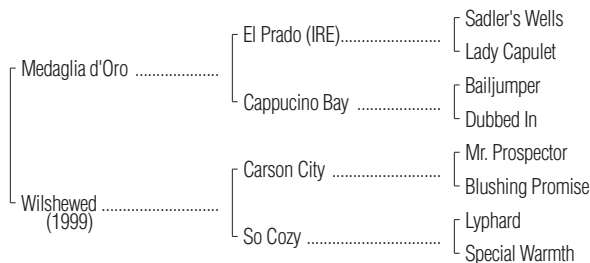 Sadler's Wells
El Prado (IRE)
Lady Capulet
Medaglia d'Oro
Bailjumper
Cappucino Bay
Dubbed In
Mr. Prospector
Carson City
Blushing Promise
Wilshewed
(1999)
Lyphard
So Cozy
Special Warmth